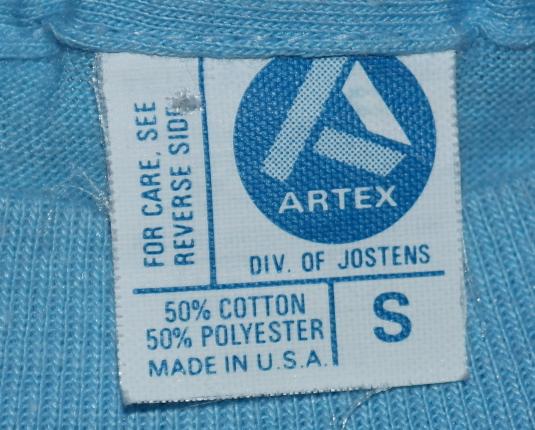 FOR CARE, SEE
REVERSE SIDE
ARTEX
DIV. OF JOSTENS
50% COTTON
50% POLYESTER
MADE IN U.S.A.
S